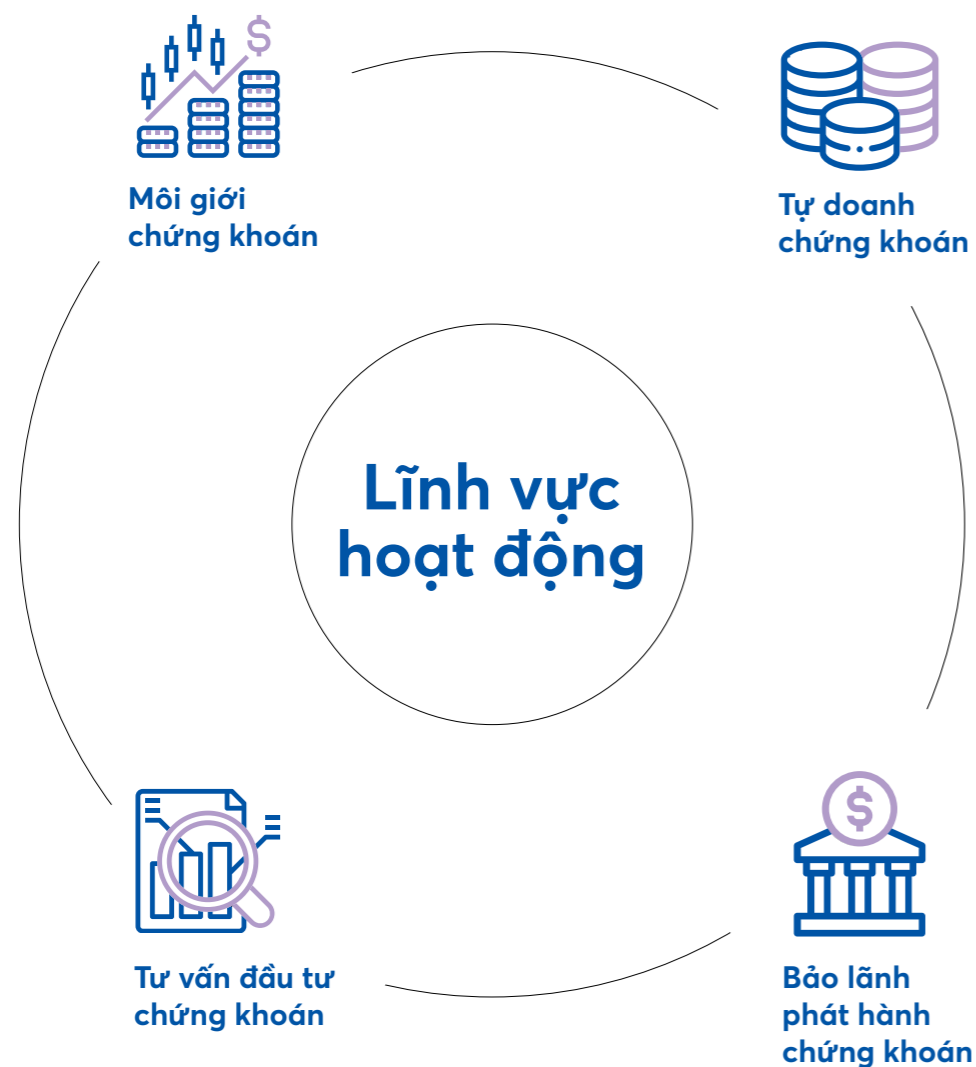 Môi giới
chứng khoán
Tự doanh
chứng khoán
Lĩnh vực
hoạt động
Tư vấn đầu tư
chứng khoán
Bảo lãnh
phát hành
chứng khoán